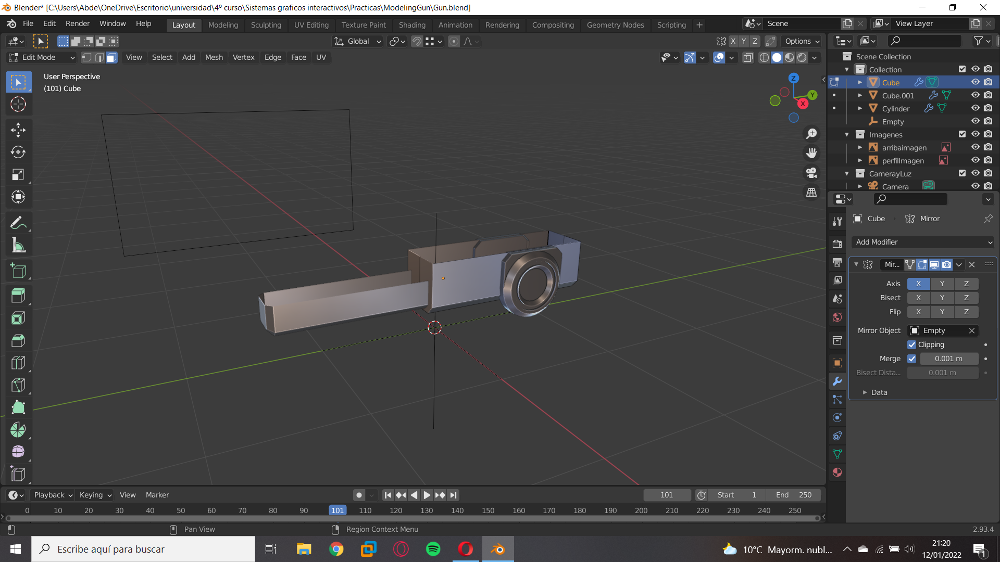 Blender* [C:\Users\Abde\OneDrive\Escritorio\universidad\4º curso\Sistemas graficos interactivos\Practicas\ModelingGun\Gun.blend]
File Edit Render Window Help Layout Modeling Sculpting UV Editing Texture Paint Shading Animation Rendering Compositing Geometry Nodes Scripting + Scene View Layer
Global X Y Z Options
Edit Mode View Select Add Mesh Vertex Edge Face UV
User Perspective
(101) Cube
Z
Y
X
Scene Collection
Collection
Cube
Cube.001
Cylinder
Empty
Imagenes
arribaimagen
perfilImagen
CamerayLuz
Camera
Cube Mirror
Add Modifier
Mir...
Axis X Y Z
Bisect X Y Z
Flip X Y Z
Mirror Object Empty
Clipping
Merge 0.001 m
Bisect Dista... 0.001 m
Data
Playback Keying View Marker 101 Start 1 End 250
0 10 20 30 40 50 60 70 80 90 101 110 120 130 140 150 160 170 180 190 200 210 220 230 240 250
Pan View Region Context Menu 2.93.4
Escribe aquí para buscar 10°C Mayorm. nubl... 21:20
12/01/2022
1